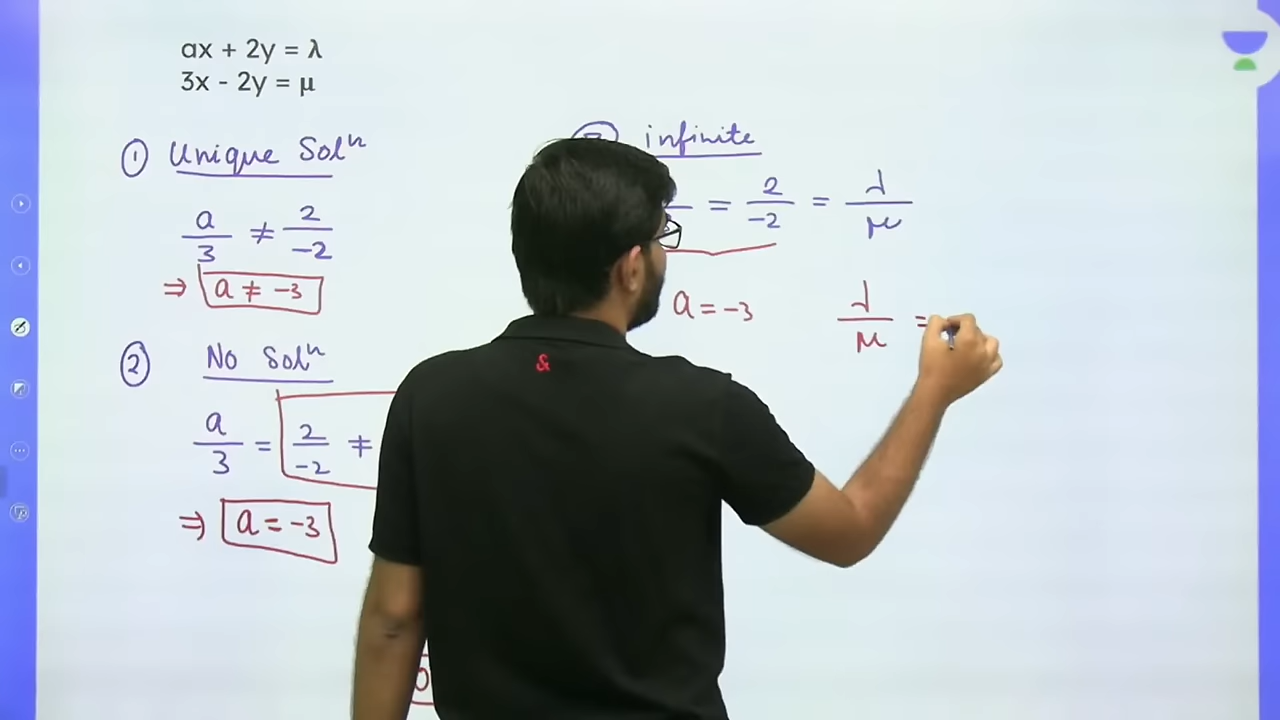 ax + 2y = λ
3x - 2y = μ
① Unique Solⁿ
a/3 ≠ 2/-2
⇒ a ≠ -3
② No Solⁿ
a/3 = 2/-2 ≠
⇒ a = -3
infinite
= 2/-2 = λ/μ
a = -3
λ/μ =
&
0